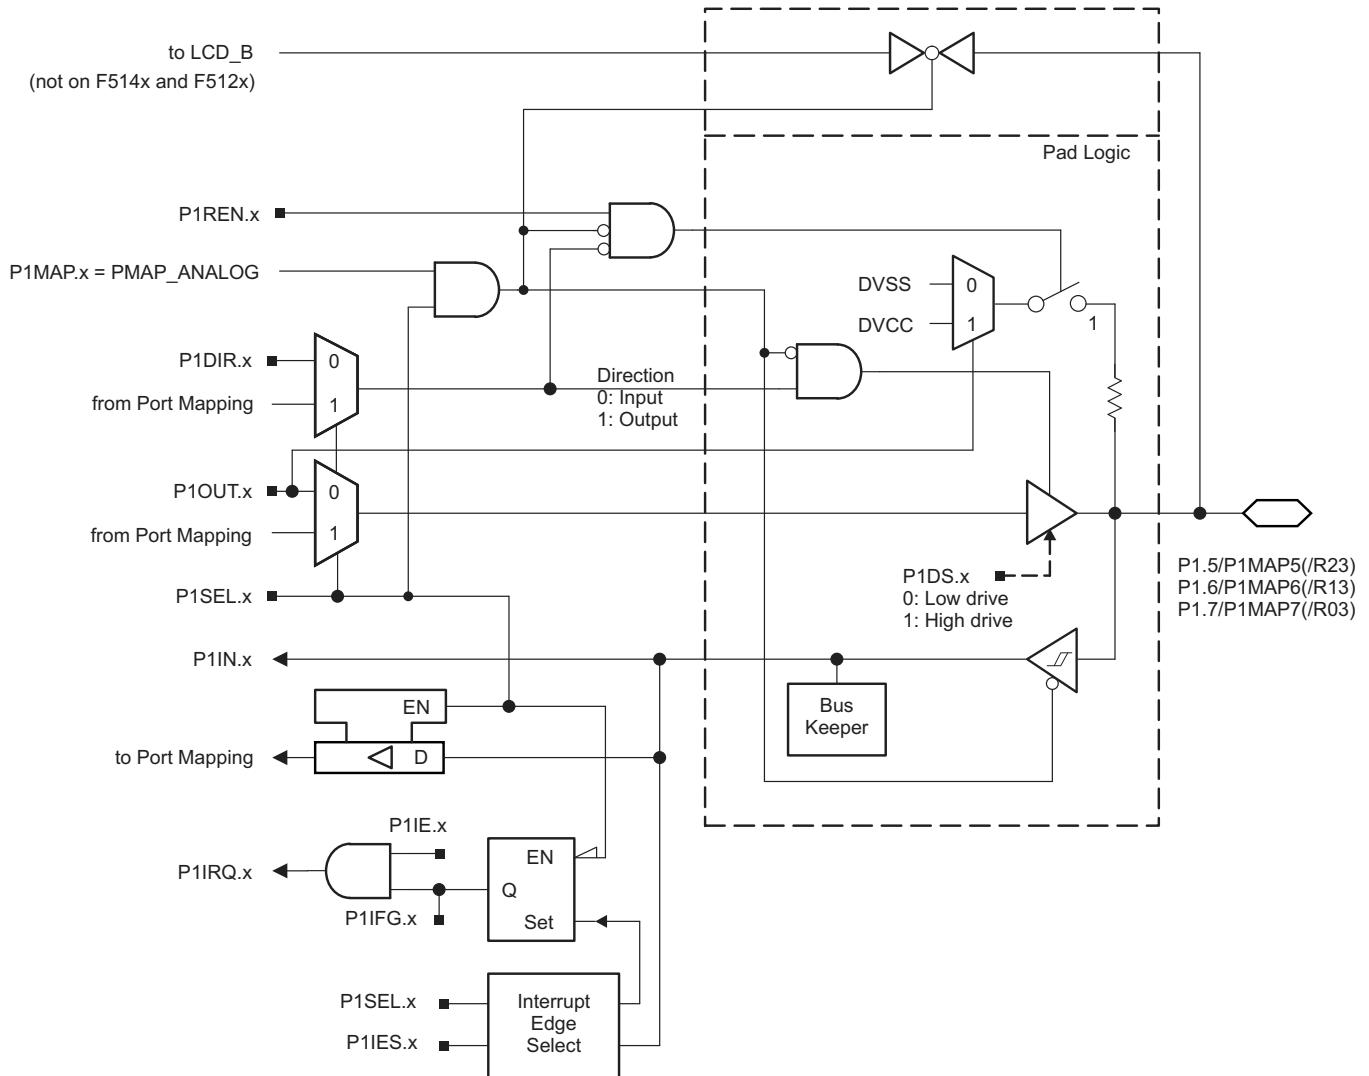 to LCD_B
(not on F514x and F512x)
Pad Logic
P1REN.x
P1MAP.x = PMAP_ANALOG
DVSS
0
DVCC
1
1
P1DIR.x
0
from Port Mapping
1
Direction
0: Input
1: Output
P1OUT.x
0
from Port Mapping
1
P1SEL.x
P1DS.x
0: Low drive
1: High drive
P1.5/P1MAP5(/R23)
P1.6/P1MAP6(/R13)
P1.7/P1MAP7(/R03)
P1IN.x
EN
Bus
Keeper
to Port Mapping
D
P1IE.x
EN
P1IRQ.x
Q
P1IFG.x
Set
P1SEL.x
P1IES.x
Interrupt
Edge
Select